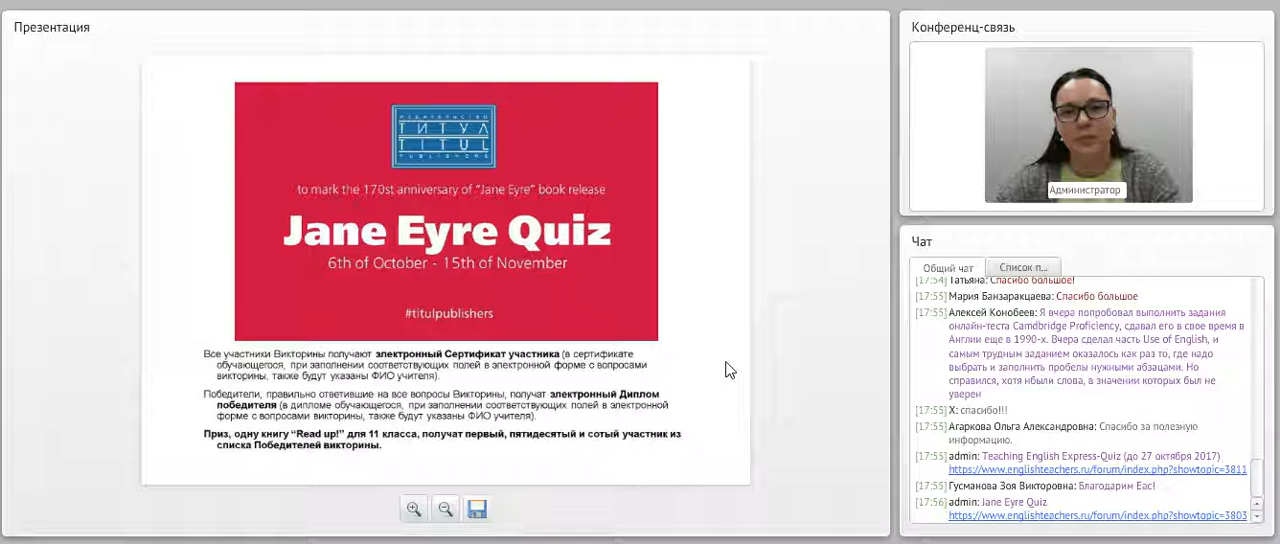 Презентация
ИЗДАТЕЛЬСТВО
ТИТУЛ
TITUL
PUBLISHERS
to mark the 170st anniversary of "Jane Eyre" book release
Jane Eyre Quiz
6th of October - 15th of November
#titulpublishers
Все участники Викторины получают электронный Сертификат участника (в сертификате
обучающегося, при заполнении соответствующих полей в электронной форме с вопросами
викторины, также будут указаны ФИО учителя).
Победители, правильно ответившие на все вопросы Викторины, получат электронный Диплом
победителя (в дипломе обучающегося, при заполнении соответствующих полей в электронной
форме с вопросами викторины, также будут указаны ФИО учителя).
Приз, одну книгу "Read up!" для 11 класса, получат первый, пятидесятый и сотый участник из
списка Победителей викторины.
Конференц-связь
Администратор
Чат
Общий чат
Список п...
[17:54] Татьяна: Спасибо большое!
[17:55] Мария Банзаракцаева: Спасибо большое
[17:55] Алексей Конобеев: Я вчера попробовал выполнить задания
онлайн-теста Camdbridge Proficiency, сдавал его в свое время в
Англии еще в 1990-х. Вчера сделал часть Use of English, и
самым трудным заданием оказалось как раз то, где надо
выбрать и заполнить пробелы нужными абзацами. Но
справился, хотя нбыли слова, в значении которых был не
уверен
[17:55] X: спасибо!!!
[17:55] Агаркова Ольга Александровна: Спасибо за полезную
информацию.
[17:55] admin: Teaching English Express-Quiz (до 27 октября 2017)
https://www.englishteachers.ru/forum/index.php?showtopic=3811
[17:55] Гусманова Зоя Викторовна: Благодарим Еас!
[17:56] admin: Jane Eyre Quiz
https://www.englishteachers.ru/forum/index.php?showtopic=3803